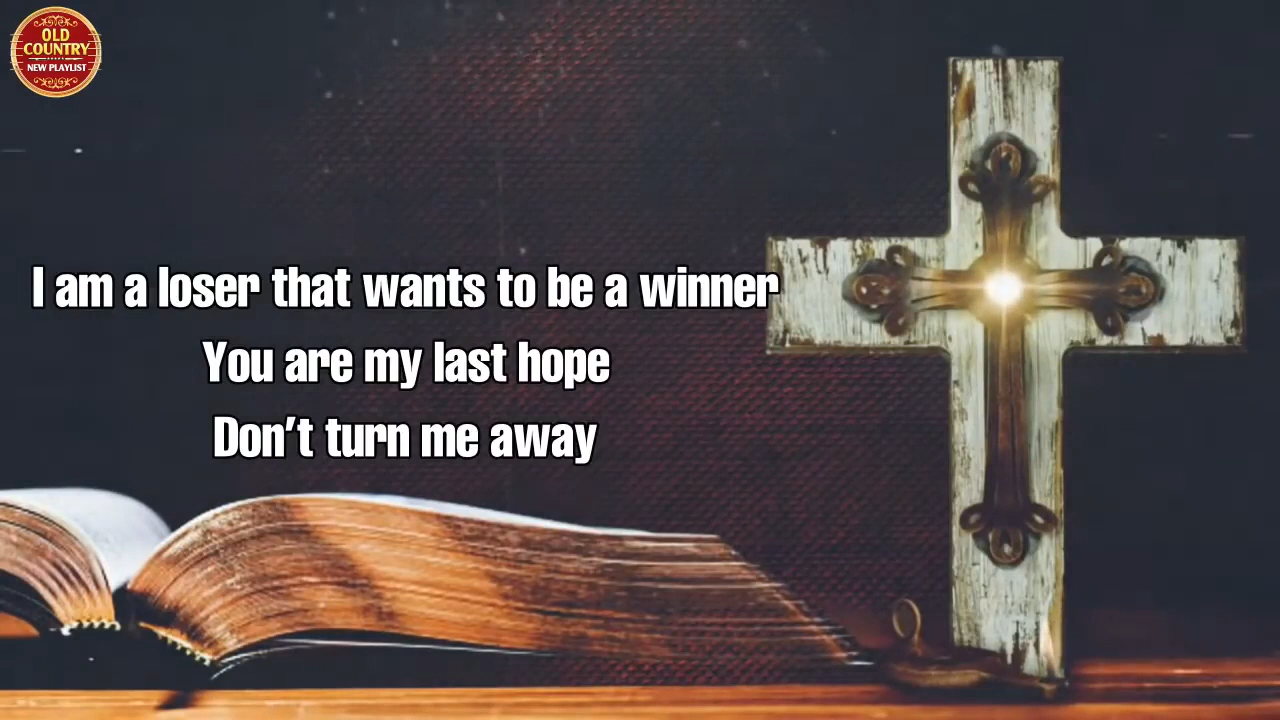 OLD
COUNTRY
NEW PLAYLIST
I am a loser that wants to be a winner
You are my last hope
Don't turn me away